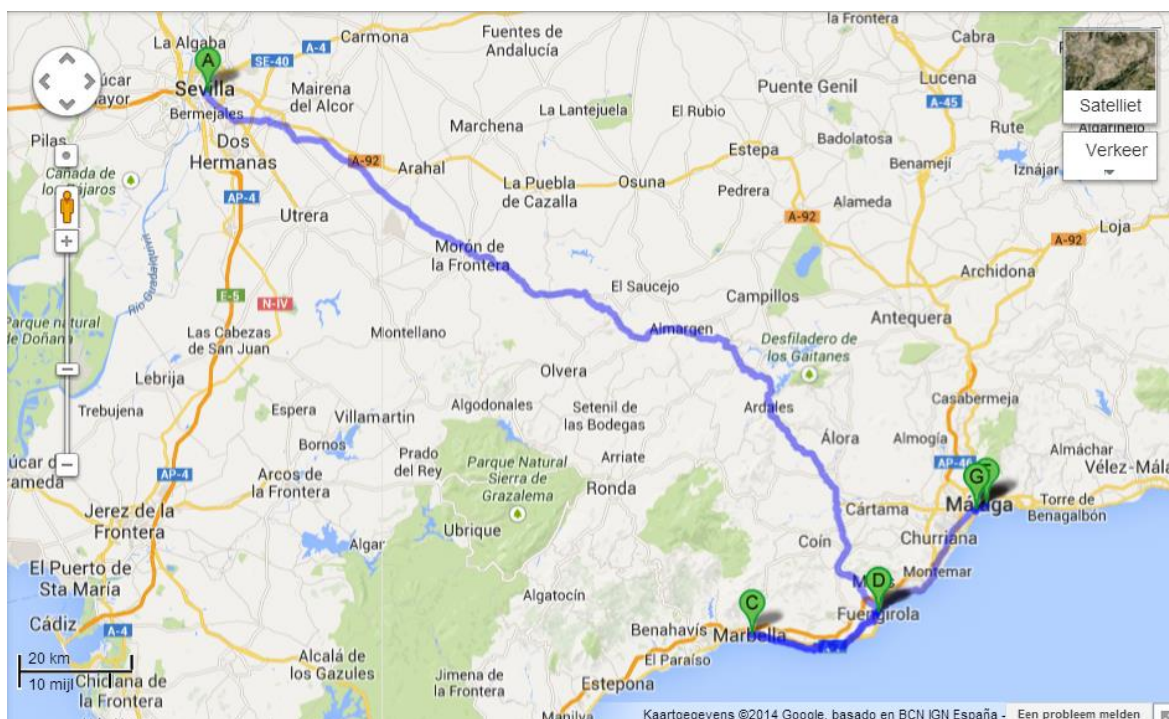 la Frontera
Cabra
La Algaba
A-4
Carmona
Fuentes de
Andalucía
A
SE-40
Sevilla
Mairena
del Alcor
Puente Genil
Lucena
Satelliet
Bermejales
La Lantejuela
El Rubio
A-45
Rute
Verkeer
Pilas
Dos
Hermanas
Marchena
Badolatosa
Estepa
Benamejí
Iznájar
A-92
Arahal
La Puebla
de Cazalla
Osuna
Pedrera
Alameda
AP-4
Utrera
A-92
Loja
A-92
Río Guadalquivir
Morón de
la Frontera
El Saucejo
Campillos
Archidona
E-5
N-IV
Antequera
Parque natural
de Doñana
Las Cabezas
de San Juan
Montellano
Almargen
Desfiladero de
los Gaitanes
Lebrija
Olvera
Trebujena
Espera
Villamartin
Algodonales
Setenil de
las Bodegas
Ardales
Casabermeja
Bornos
Prado
del Rey
Arriate
Álora
Almogía
Almáchar
AP-4
Arcos de
la Frontera
Parque Natural
Sierra de
Grazalema
Ronda
AP-46
G
Málaga
Torre de
Benagalbón
Jerez de la
Frontera
Ubrique
Cártama
Coín
Churriana
El Puerto de
Sta María
Algatocín
Montemar
D
Fuengirola
C
Cádiz
A-4
Benahavís
Marbella
El Paraíso
20 km
10 mijl
Chiclana de
la Frontera
Alcalá de
los Gazules
Jimena de
la Frontera
Estepona
Manilva
Kaartgegevens ©2014 Google, basado en BCN IGN España -
Een probleem melden